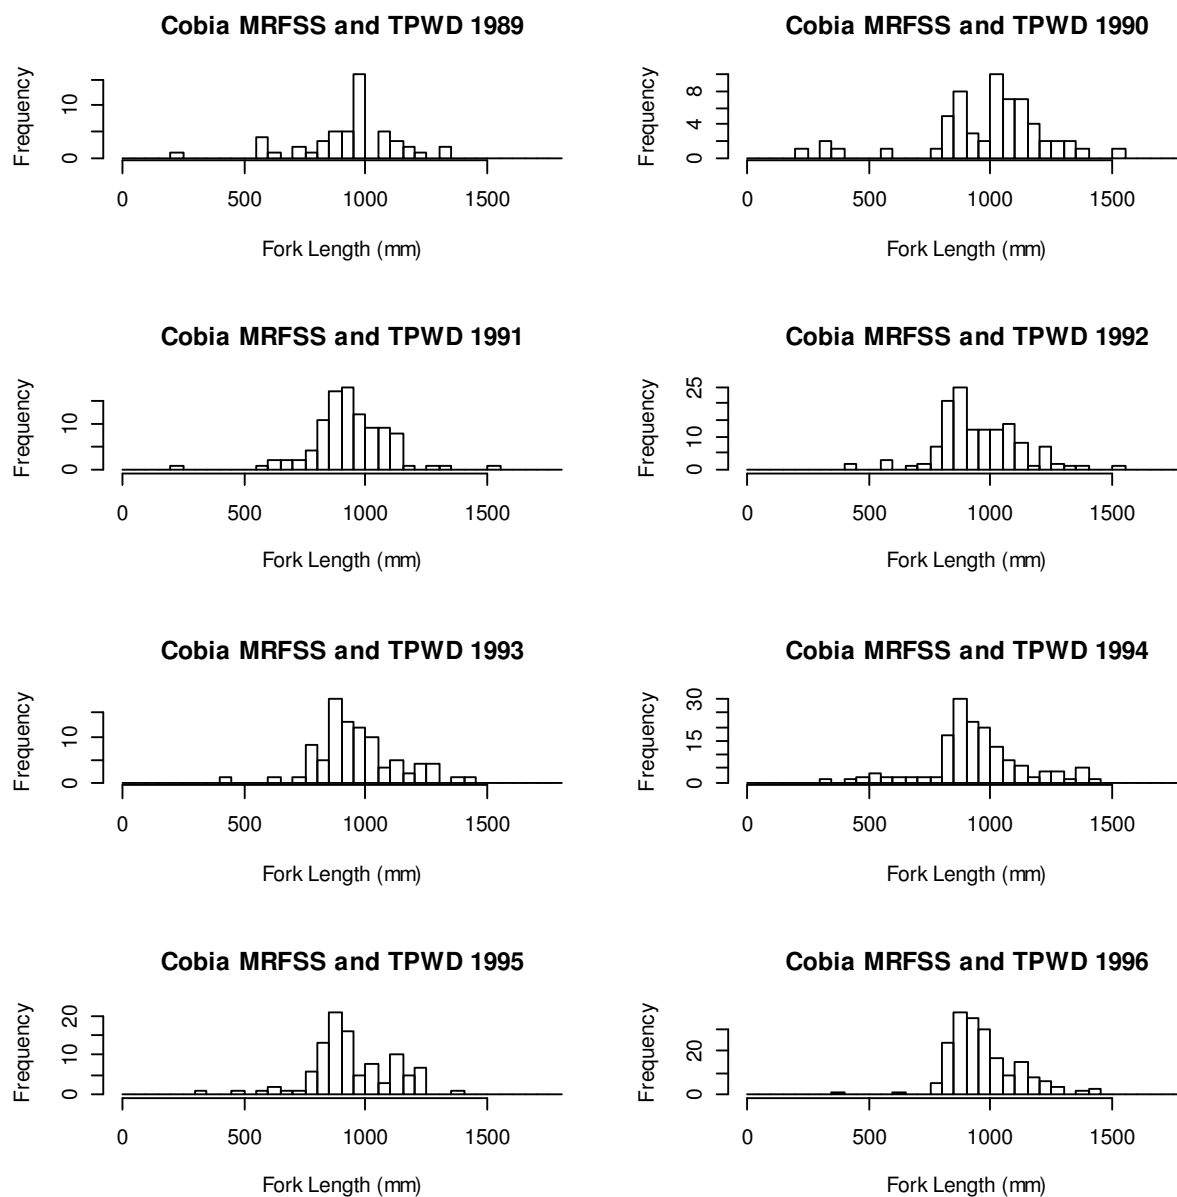 Cobia MRFSS and TPWD 1989
Frequency
0 10
0 500 1000 1500
Fork Length (mm)
Cobia MRFSS and TPWD 1990
Frequency
0 4 8
0 500 1000 1500
Fork Length (mm)
Cobia MRFSS and TPWD 1991
Frequency
0 10
0 500 1000 1500
Fork Length (mm)
Cobia MRFSS and TPWD 1992
Frequency
0 10 25
0 500 1000 1500
Fork Length (mm)
Cobia MRFSS and TPWD 1993
Frequency
0 10
0 500 1000 1500
Fork Length (mm)
Cobia MRFSS and TPWD 1994
Frequency
0 15 30
0 500 1000 1500
Fork Length (mm)
Cobia MRFSS and TPWD 1995
Frequency
0 10 20
0 500 1000 1500
Fork Length (mm)
Cobia MRFSS and TPWD 1996
Frequency
0 20
0 500 1000 1500
Fork Length (mm)